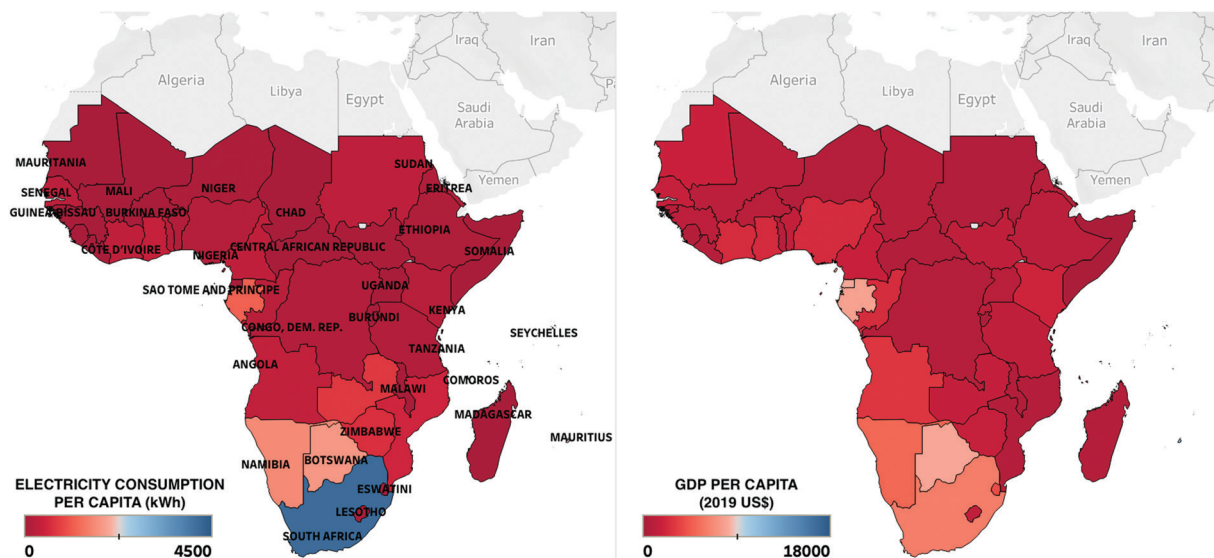 Iraq
Iran
Algeria
Libya
Egypt
Saudi
Arabia
Yemen
MAURITANIA
SENEGAL
MALI
NIGER
SUDAN
ERITREA
GUINEA-BISSAU
BURKINA FASO
CHAD
ETHIOPIA
CÔTE D'IVOIRE
NIGERIA
CENTRAL AFRICAN REPUBLIC
SOMALIA
SAO TOME AND PRINCIPE
UGANDA
KENYA
BURUNDI
CONGO, DEM. REP.
SEYCHELLES
TANZANIA
ANGOLA
MALAWI
COMOROS
MADAGASCAR
ZIMBABWE
MAURITIUS
NAMIBIA
BOTSWANA
ESWATINI
LESOTHO
SOUTH AFRICA
ELECTRICITY CONSUMPTION
PER CAPITA (kWh)
0 4500
Iraq
Iran
Algeria
Libya
Egypt
Saudi
Arabia
Yemen
GDP PER CAPITA
(2019 US$)
0 18000